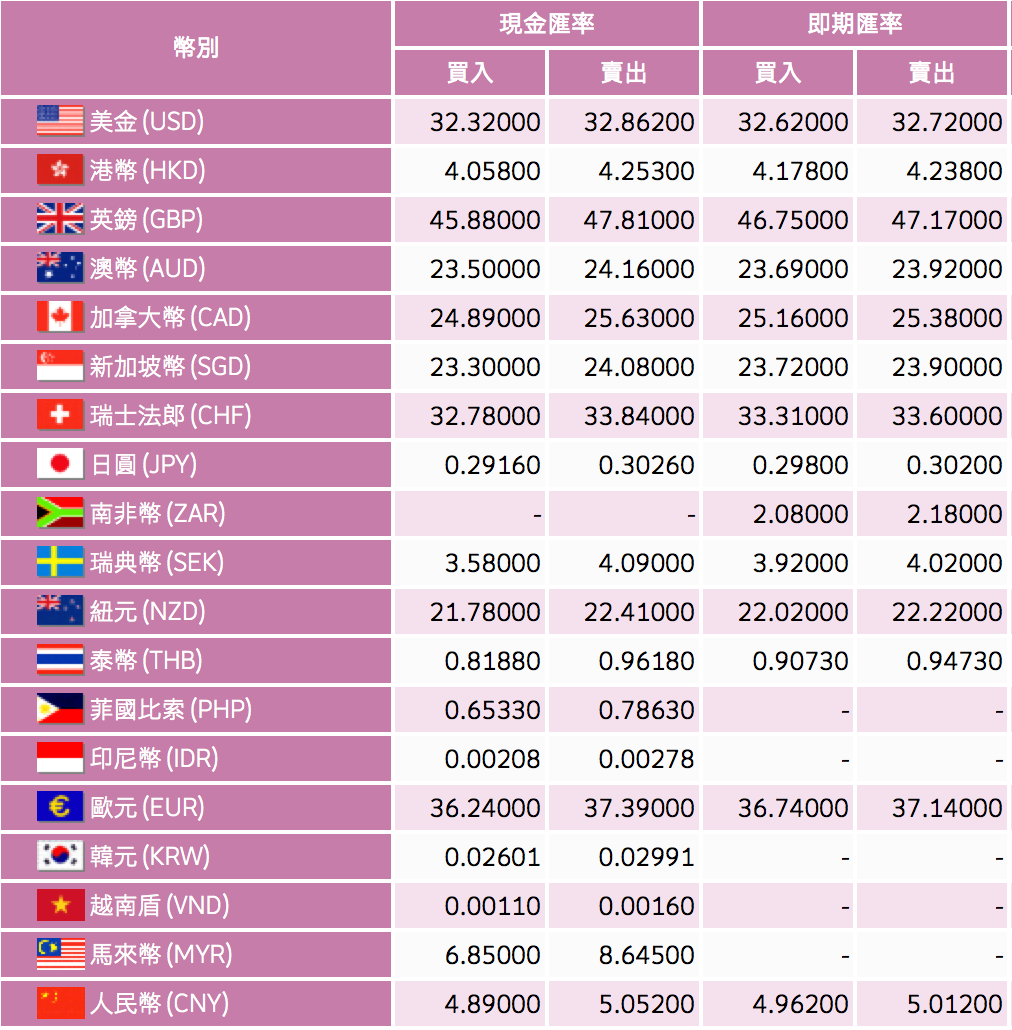 幣別 現金匯率 即期匯率
買入 賣出 買入 賣出
美金 (USD) 32.32000 32.86200 32.62000 32.72000
港幣 (HKD) 4.05800 4.25300 4.17800 4.23800
英鎊 (GBP) 45.88000 47.81000 46.75000 47.17000
澳幣 (AUD) 23.50000 24.16000 23.69000 23.92000
加拿大幣 (CAD) 24.89000 25.63000 25.16000 25.38000
新加坡幣 (SGD) 23.30000 24.08000 23.72000 23.90000
瑞士法郎 (CHF) 32.78000 33.84000 33.31000 33.60000
日圓 (JPY) 0.29160 0.30260 0.29800 0.30200
南非幣 (ZAR) - - 2.08000 2.18000
瑞典幣 (SEK) 3.58000 4.09000 3.92000 4.02000
紐元 (NZD) 21.78000 22.41000 22.02000 22.22000
泰幣 (THB) 0.81880 0.96180 0.90730 0.94730
菲國比索 (PHP) 0.65330 0.78630 - -
印尼幣 (IDR) 0.00208 0.00278 - -
歐元 (EUR) 36.24000 37.39000 36.74000 37.14000
韓元 (KRW) 0.02601 0.02991 - -
越南盾 (VND) 0.00110 0.00160 - -
馬來幣 (MYR) 6.85000 8.64500 - -
人民幣 (CNY) 4.89000 5.05200 4.96200 5.01200